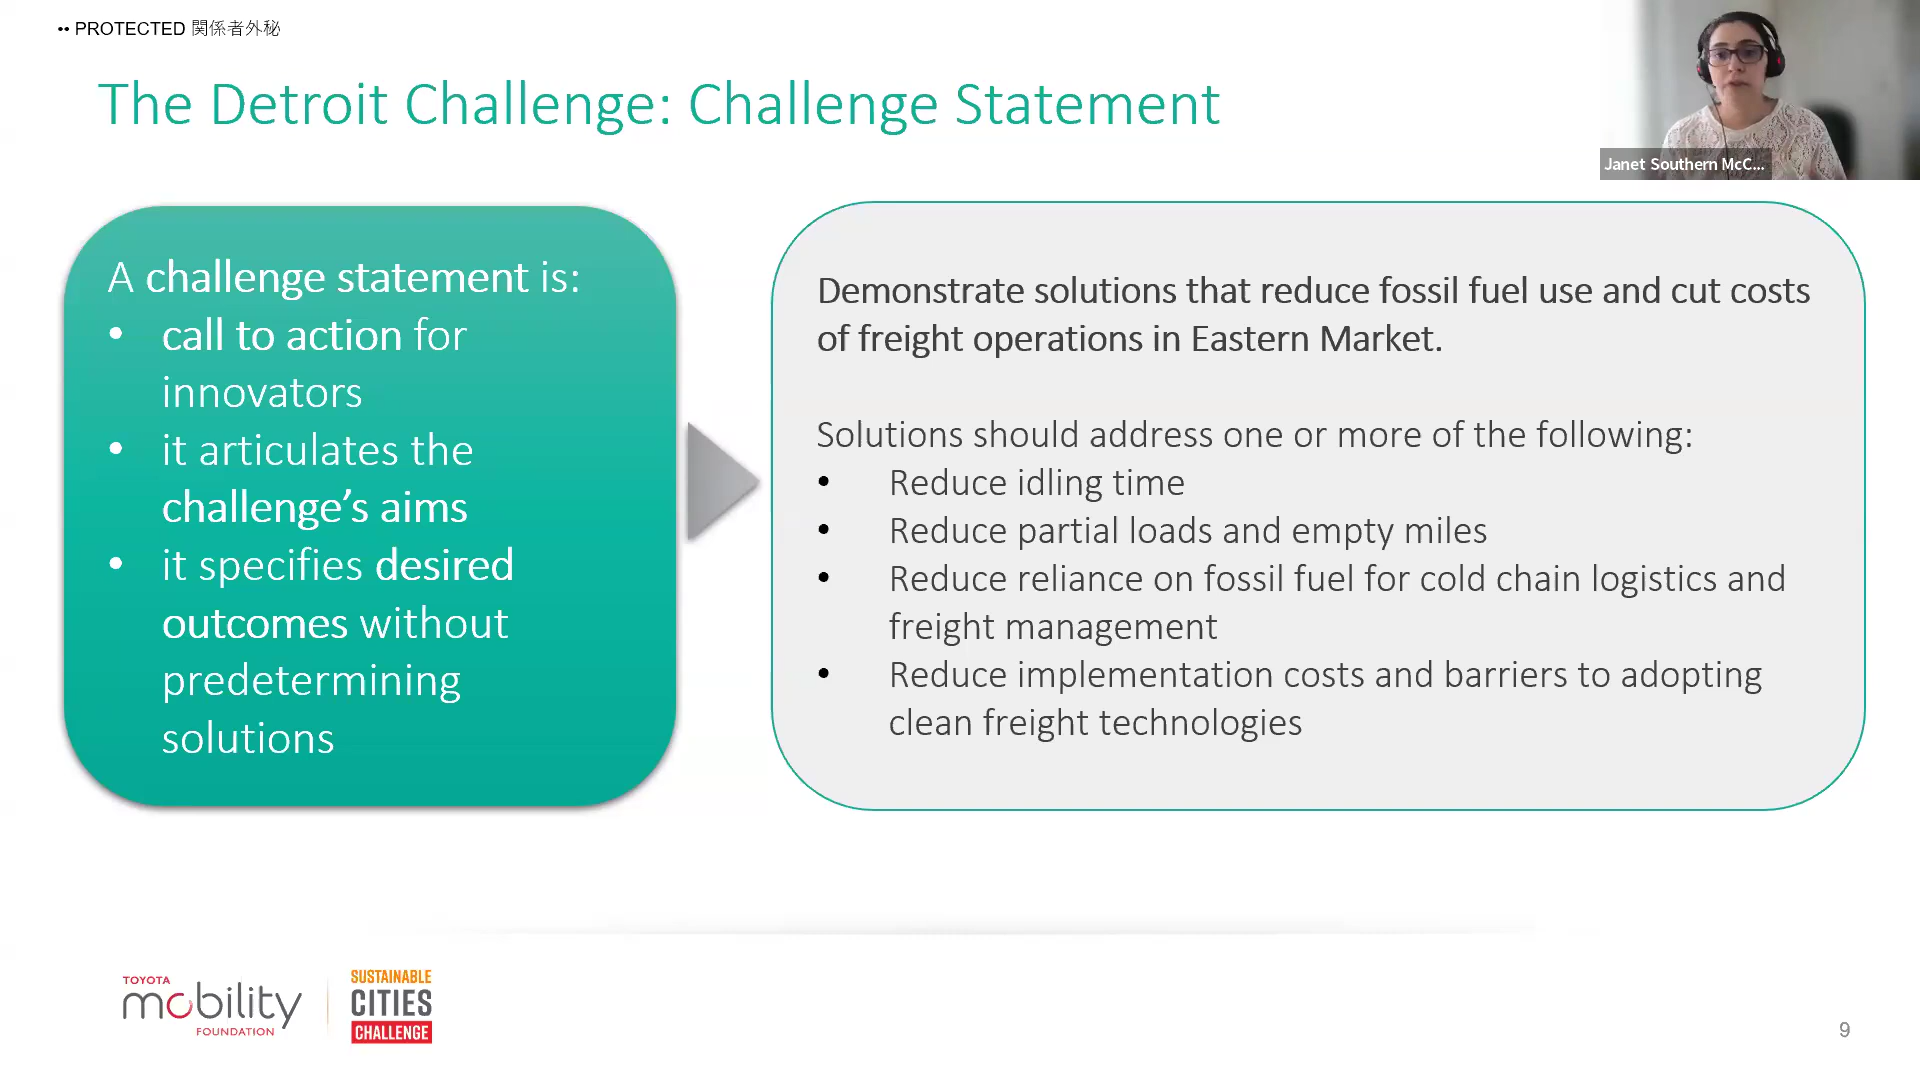 •• PROTECTED 関係者外秘
The Detroit Challenge: Challenge Statement
Janet Southern McC...
A challenge statement is:
• call to action for
innovators
• it articulates the
challenge’s aims
• it specifies desired
outcomes without
predetermining
solutions
Demonstrate solutions that reduce fossil fuel use and cut costs
of freight operations in Eastern Market.
Solutions should address one or more of the following:
• Reduce idling time
• Reduce partial loads and empty miles
• Reduce reliance on fossil fuel for cold chain logistics and
freight management
• Reduce implementation costs and barriers to adopting
clean freight technologies
TOYOTA
mobility
FOUNDATION
SUSTAINABLE
CITIES
CHALLENGE
9